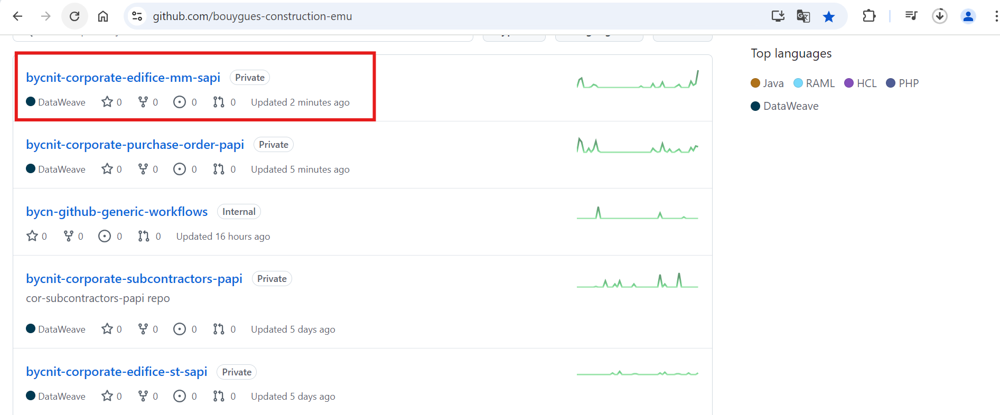 github.com/bouygues-construction-emu
bycnit-corporate-edifice-mm-sapi Private
DataWeave 0 0 0 0 Updated 2 minutes ago
bycnit-corporate-purchase-order-papi Private
DataWeave 0 0 0 0 Updated 5 minutes ago
bycn-github-generic-workflows Internal
0 0 0 0 Updated 16 hours ago
bycnit-corporate-subcontractors-papi Private
cor-subcontractors-papi repo
DataWeave 0 0 0 0 Updated 5 days ago
bycnit-corporate-edifice-st-sapi Private
DataWeave 0 0 0 0 Updated 5 days ago
Top languages
Java RAML HCL PHP
DataWeave